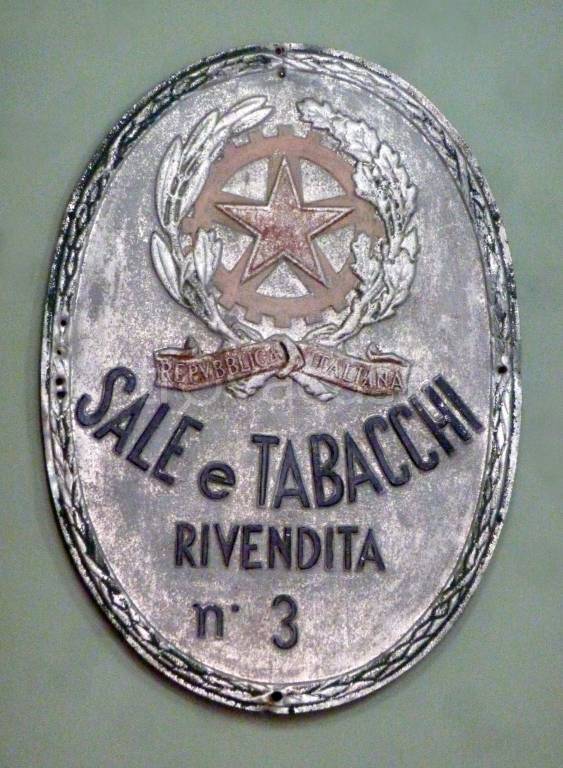 REPVBBLICA ITALIANA
SALE e TABACCHI
RIVENDITA
n. 3